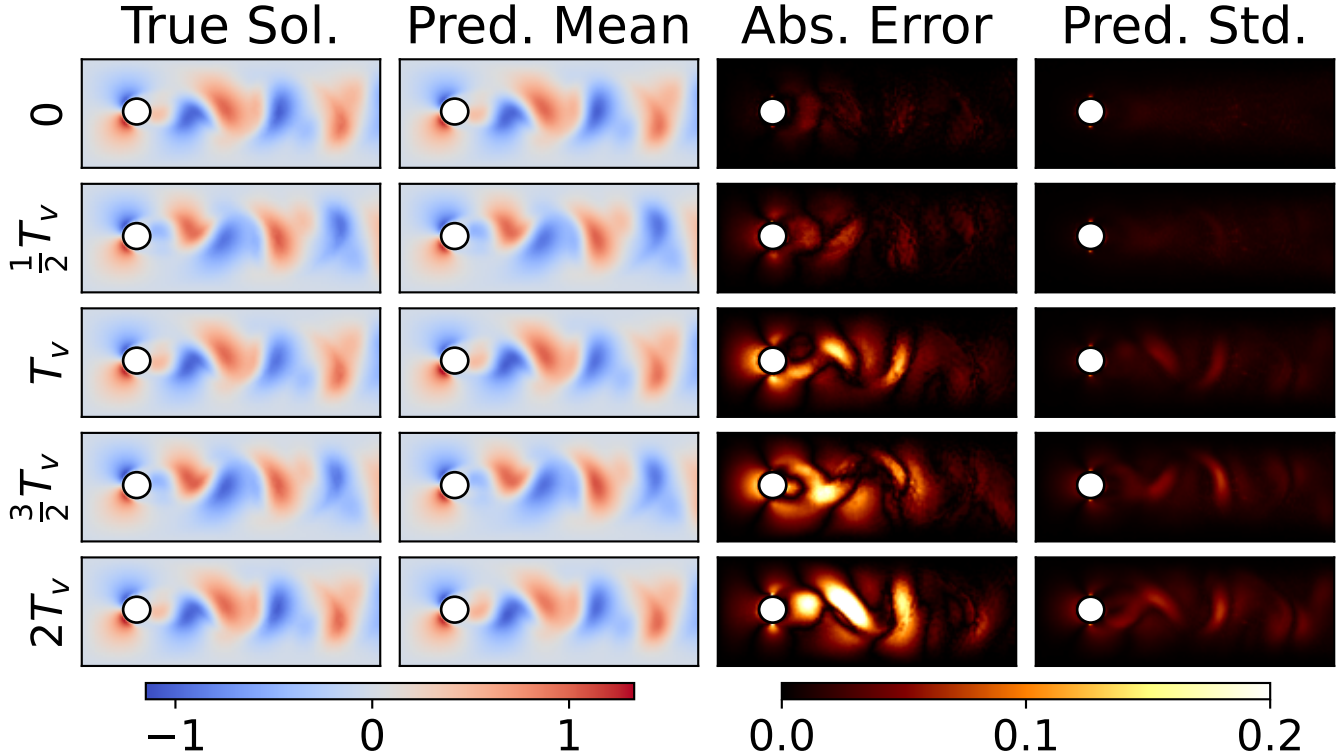 True Sol. Pred. Mean Abs. Error Pred. Std.
0
1/2 T_v
T_v
3/2 T_v
2T_v
−1 0 1 0.0 0.1 0.2